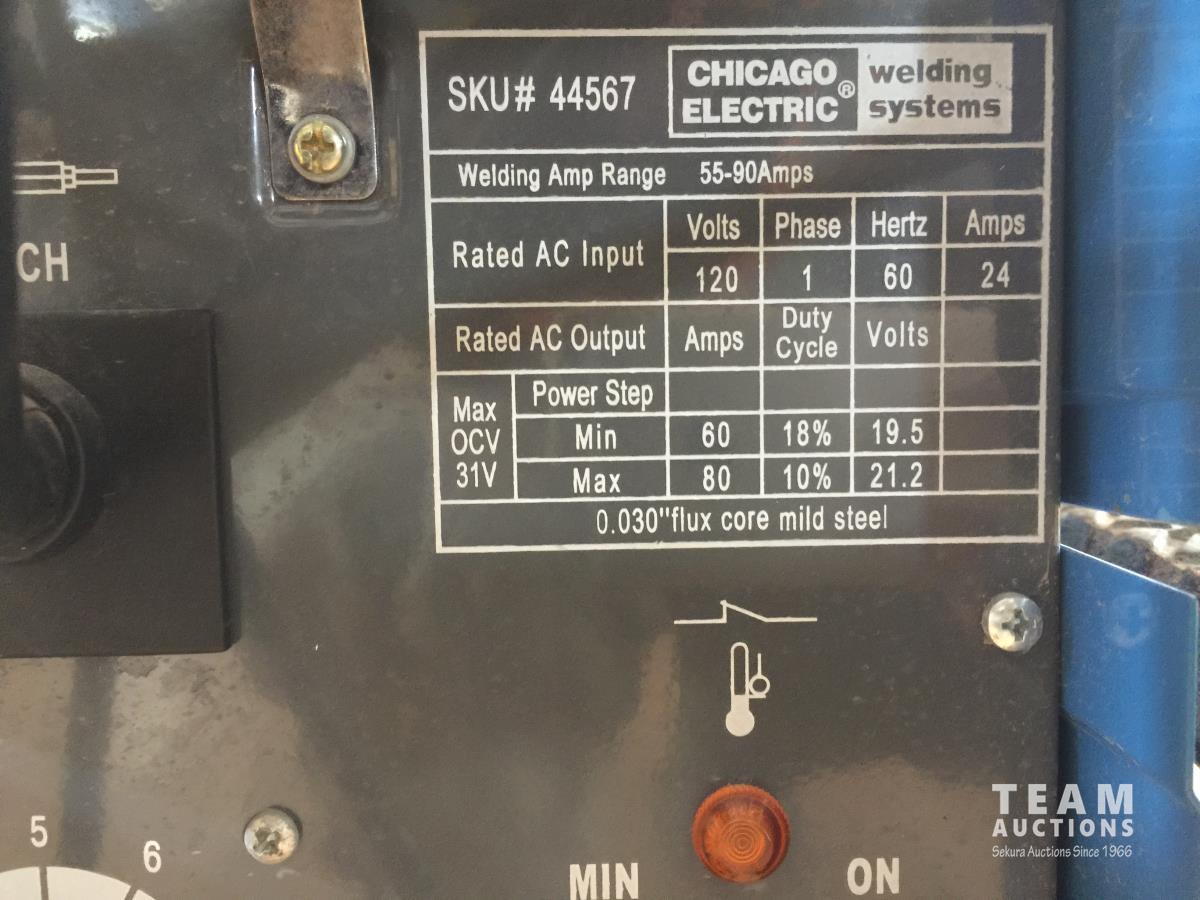 SKU# 44567
CHICAGO ELECTRIC® welding systems
Welding Amp Range 55-90Amps
Rated AC Input Volts Phase Hertz Amps
120 1 60 24
Rated AC Output Amps Duty Cycle Volts
Max OCV 31V
Power Step
Min 60 18% 19.5
Max 80 10% 21.2
0.030"flux core mild steel
CH
5
6
MIN
ON
TEAM
AUCTIONS
Sekura Auctions Since 1966